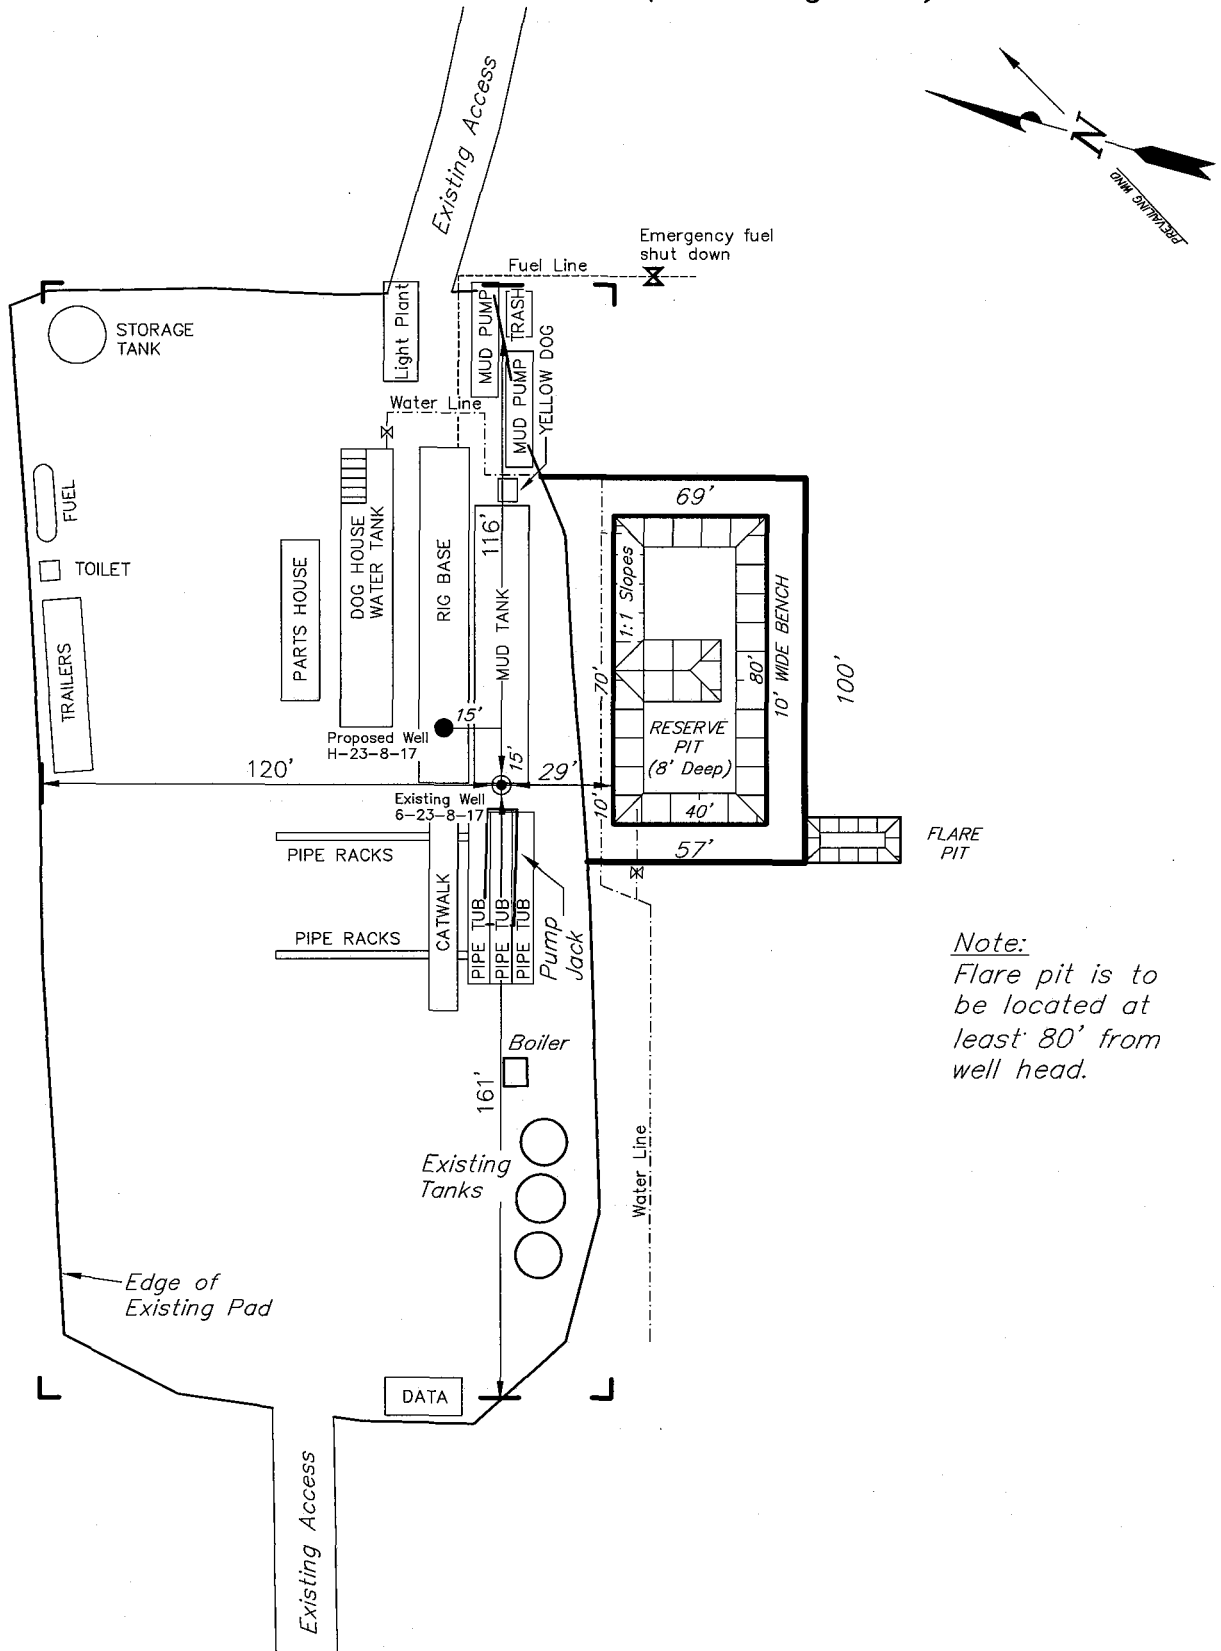 Existing Access
N
PREVAILING WIND
Emergency fuel
shut down
Fuel Line
STORAGE
TANK
Light Plant
MUD PUMP
TRASH
MUD PUMP
YELLOW DOG
Water Line
FUEL
TOILET
TRAILERS
PARTS HOUSE
DOG HOUSE
WATER TANK
RIG BASE
116'
MUD TANK
69'
1:1 Slopes
70'
80'
10' WIDE BENCH
100'
RESERVE
PIT
(8' Deep)
15'
Proposed Well
H-23-8-17
15'
120'
29'
Existing Well
6-23-8-17
10'
40'
57'
FLARE
PIT
PIPE RACKS
PIPE RACKS
CATWALK
PIPE TUB
PIPE TUB
PIPE TUB
Pump
Jack
Note:
Flare pit is to
be located at
least 80' from
well head.
Boiler
161'
Existing
Tanks
Water Line
Edge of
Existing Pad
DATA
Existing Access